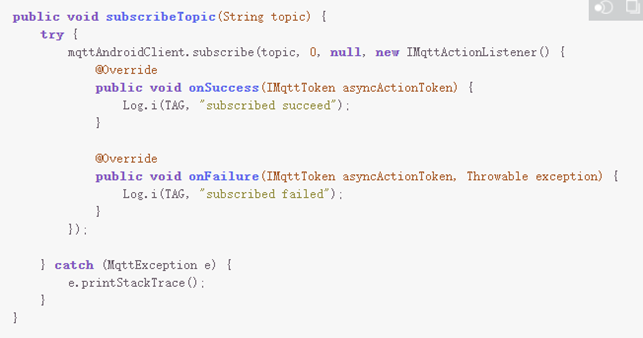 public void subscribeTopic(String topic) {
    try {
        mqttAndroidClient.subscribe(topic, 0, null, new IMqttActionListener() {
            @Override
            public void onSuccess(IMqttToken asyncActionToken) {
                Log.i(TAG, "subscribed succeed");
            }

            @Override
            public void onFailure(IMqttToken asyncActionToken, Throwable exception) {
                Log.i(TAG, "subscribed failed");
            }
        });

    } catch (MqttException e) {
        e.printStackTrace();
    }
}